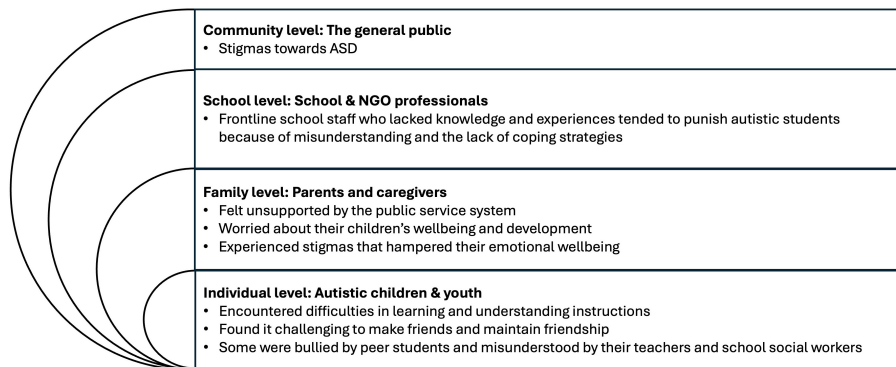 Community level: The general public
• Stigmas towards ASD
School level: School & NGO professionals
• Frontline school staff who lacked knowledge and experiences tended to punish autistic students
because of misunderstanding and the lack of coping strategies
Family level: Parents and caregivers
• Felt unsupported by the public service system
• Worried about their children’s wellbeing and development
• Experienced stigmas that hampered their emotional wellbeing
Individual level: Autistic children & youth
• Encountered difficulties in learning and understanding instructions
• Found it challenging to make friends and maintain friendship
• Some were bullied by peer students and misunderstood by their teachers and school social workers